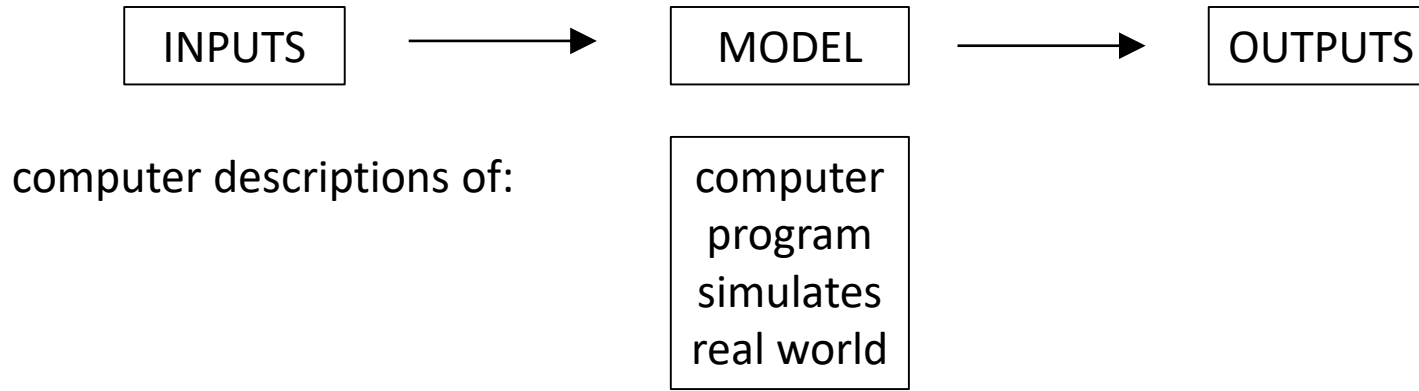 INPUTS
MODEL
OUTPUTS
computer descriptions of:
computer
program
simulates
real world